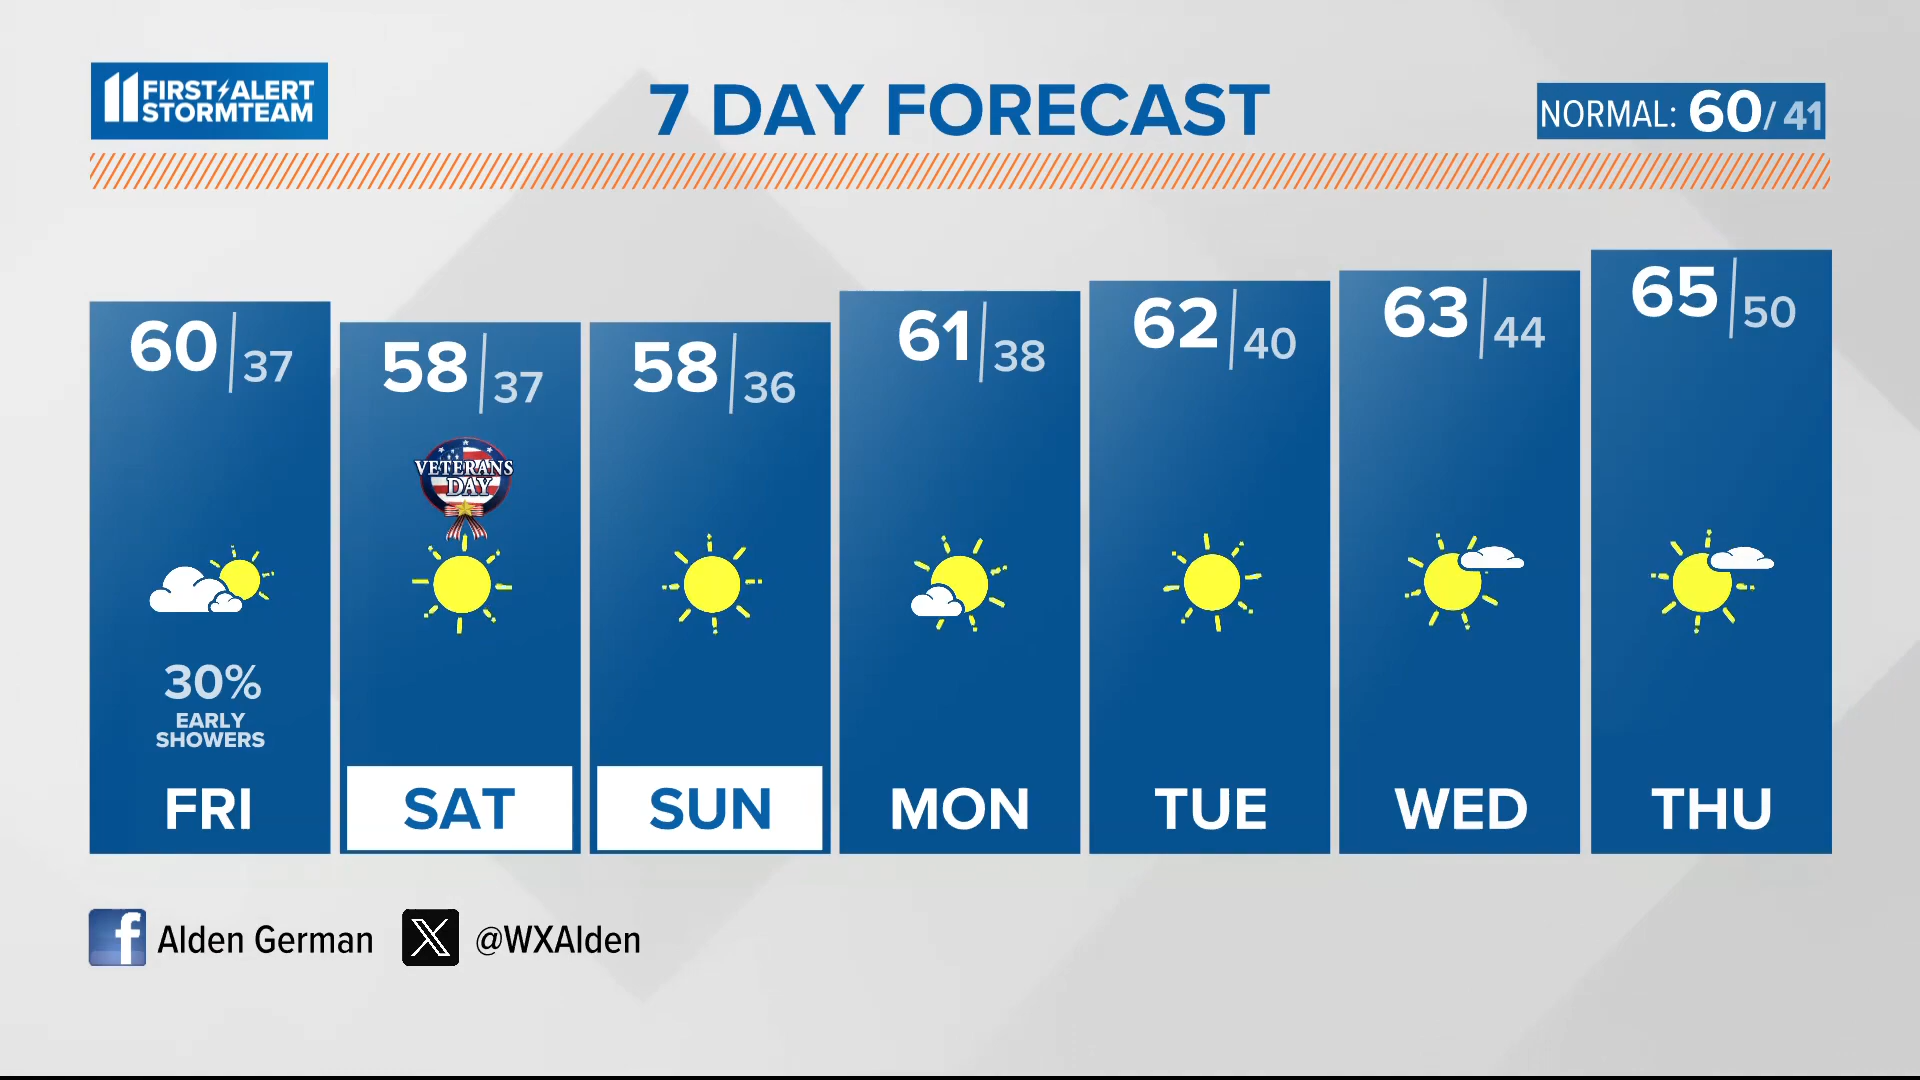 11 FIRST ALERT
STORMTEAM
7 DAY FORECAST
NORMAL: 60/ 41
60/37
58/37
58/36
61/38
62/40
63/44
65/50
VETERANS
DAY
30%
EARLY
SHOWERS
FRI
SAT
SUN
MON
TUE
WED
THU
f Alden German
X @WXAlden